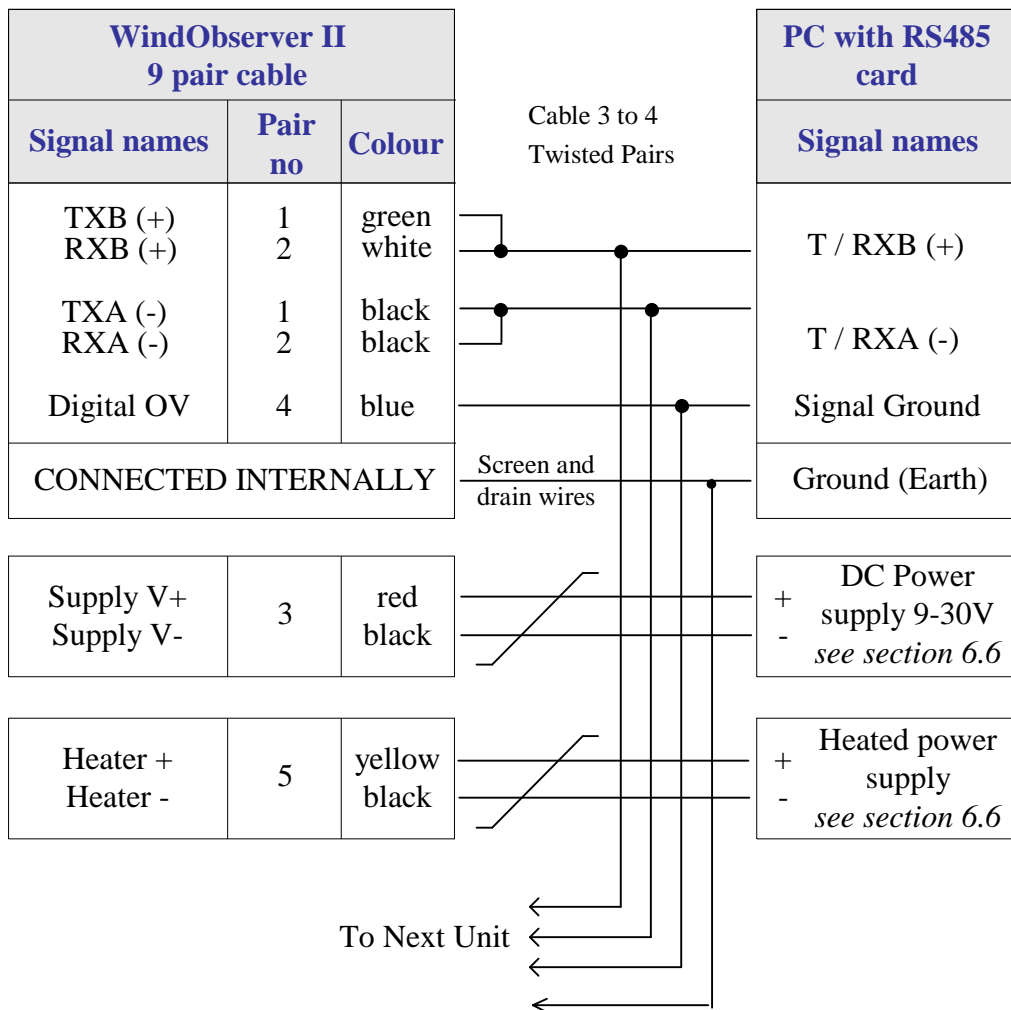 WindObserver II
9 pair cable
Signal names
Pair no
Colour
Cable 3 to 4
Twisted Pairs
PC with RS485
card
Signal names
TXB (+) 1 green
RXB (+) 2 white
T / RXB (+)
TXA (-) 1 black
RXA (-) 2 black
T / RXA (-)
Digital OV 4 blue
Signal Ground
CONNECTED INTERNALLY
Screen and
drain wires
Ground (Earth)
Supply V+
Supply V-
3
red
black
+
-
DC Power
supply 9-30V
see section 6.6
Heater +
Heater -
5
yellow
black
+
-
Heated power
supply
see section 6.6
To Next Unit